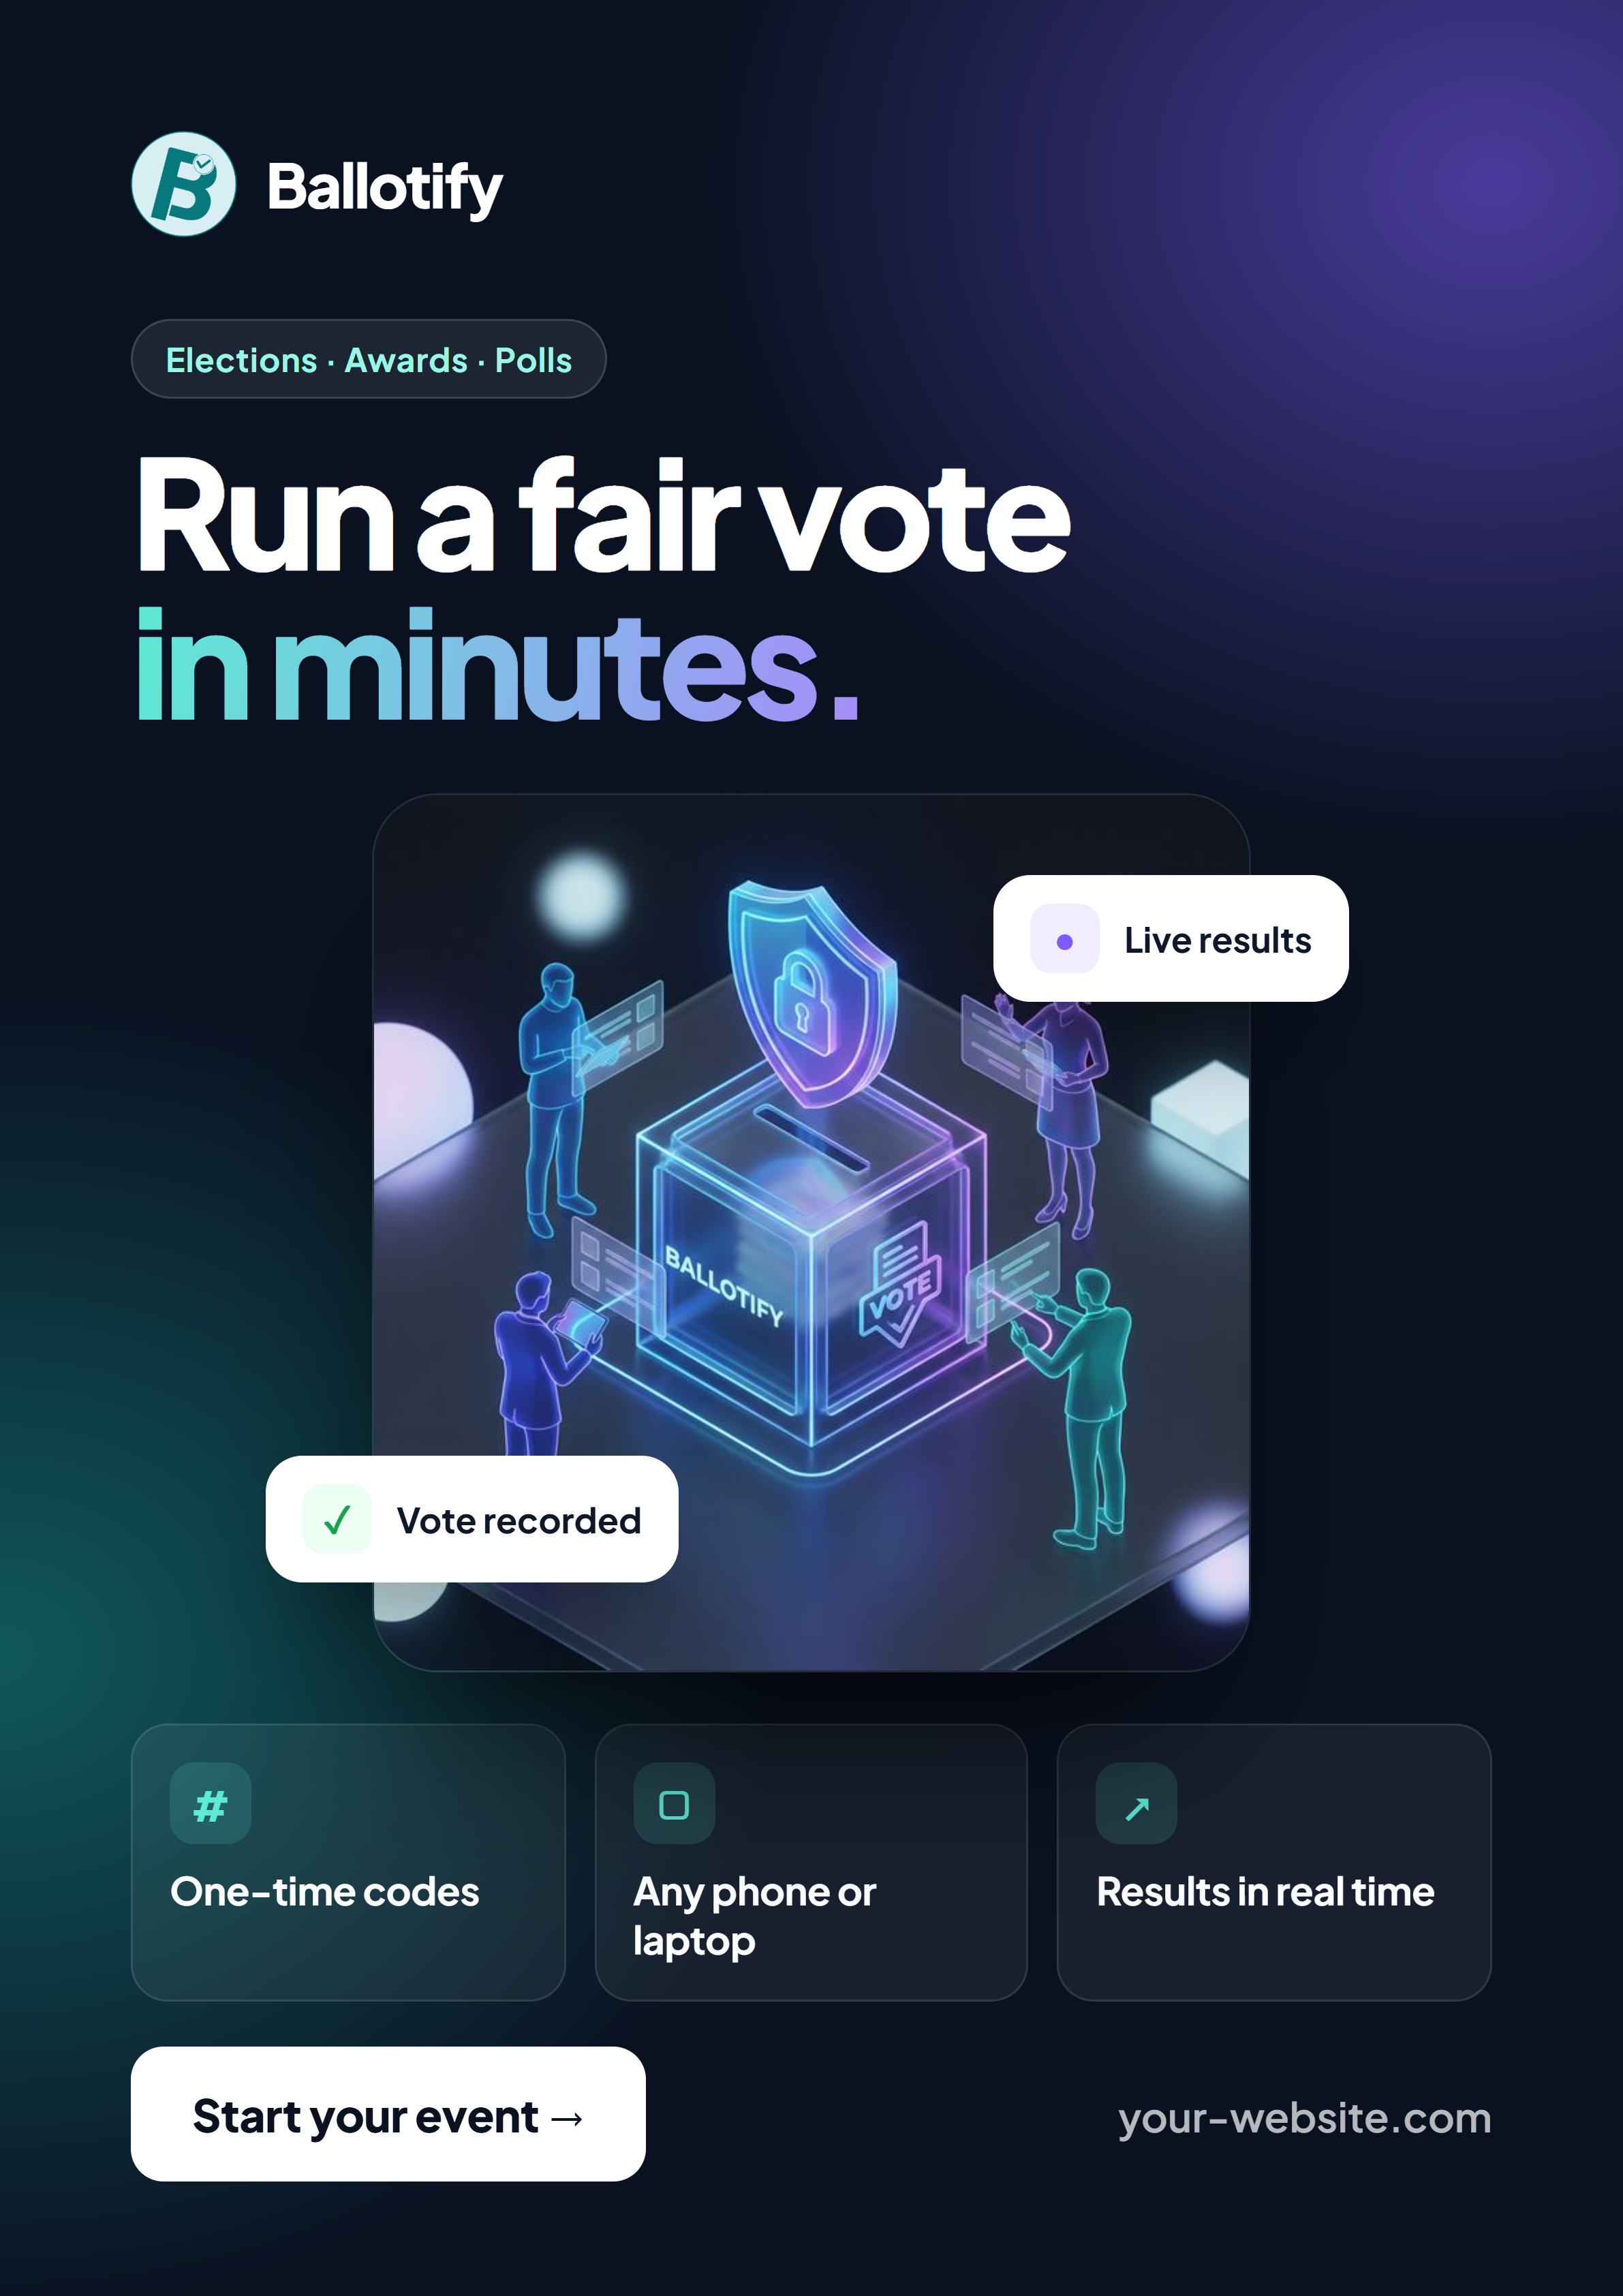 Ballotify
Elections · Awards · Polls
Run a fair vote
in minutes.
Live results
BALLOTIFY
VOTE
✓ Vote recorded
#
One-time codes
Any phone or
laptop
↗
Results in real time
Start your event →
your-website.com